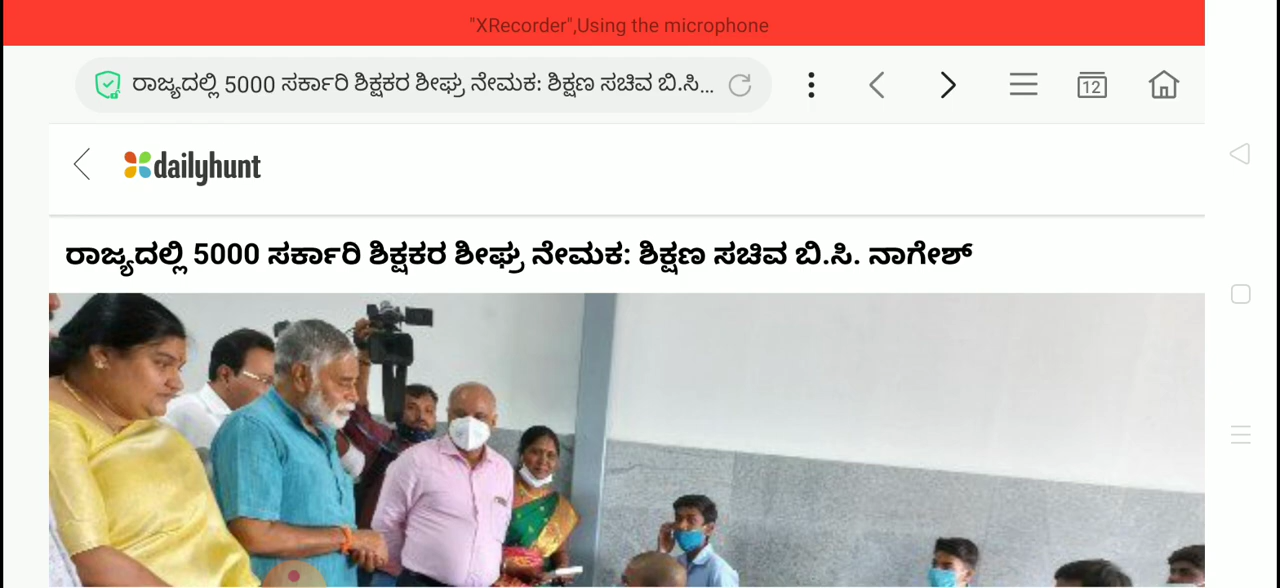 "XRecorder",Using the microphone
ರಾಜ್ಯದಲ್ಲಿ 5000 ಸರ್ಕಾರಿ ಶಿಕ್ಷಕರ ಶೀಘ್ರ ನೇಮಕ: ಶಿಕ್ಷಣ ಸಚಿವ ಬಿ.ಸಿ...
12
dailyhunt
ರಾಜ್ಯದಲ್ಲಿ 5000 ಸರ್ಕಾರಿ ಶಿಕ್ಷಕರ ಶೀಘ್ರ ನೇಮಕ: ಶಿಕ್ಷಣ ಸಚಿವ ಬಿ.ಸಿ. ನಾಗೇಶ್